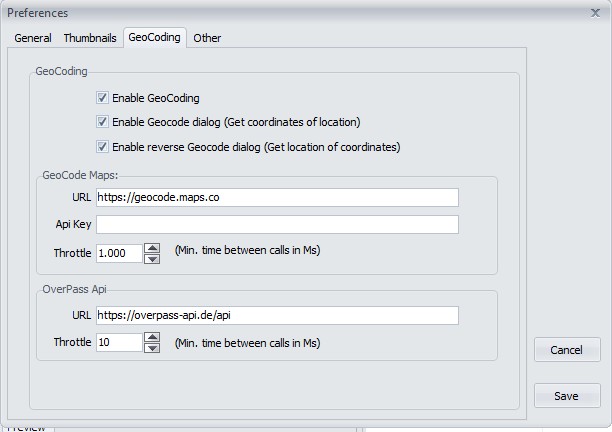 Preferences
General Thumbnails GeoCoding Other
GeoCoding
Enable GeoCoding
Enable Geocode dialog (Get coordinates of location)
Enable reverse Geocode dialog (Get location of coordinates)
GeoCode Maps:
URL https://geocode.maps.co
Api Key
Throttle 1.000 (Min. time between calls in Ms)
OverPass Api
URL https://overpass-api.de/api
Throttle 10 (Min. time between calls in Ms)
Cancel
Save
Preview